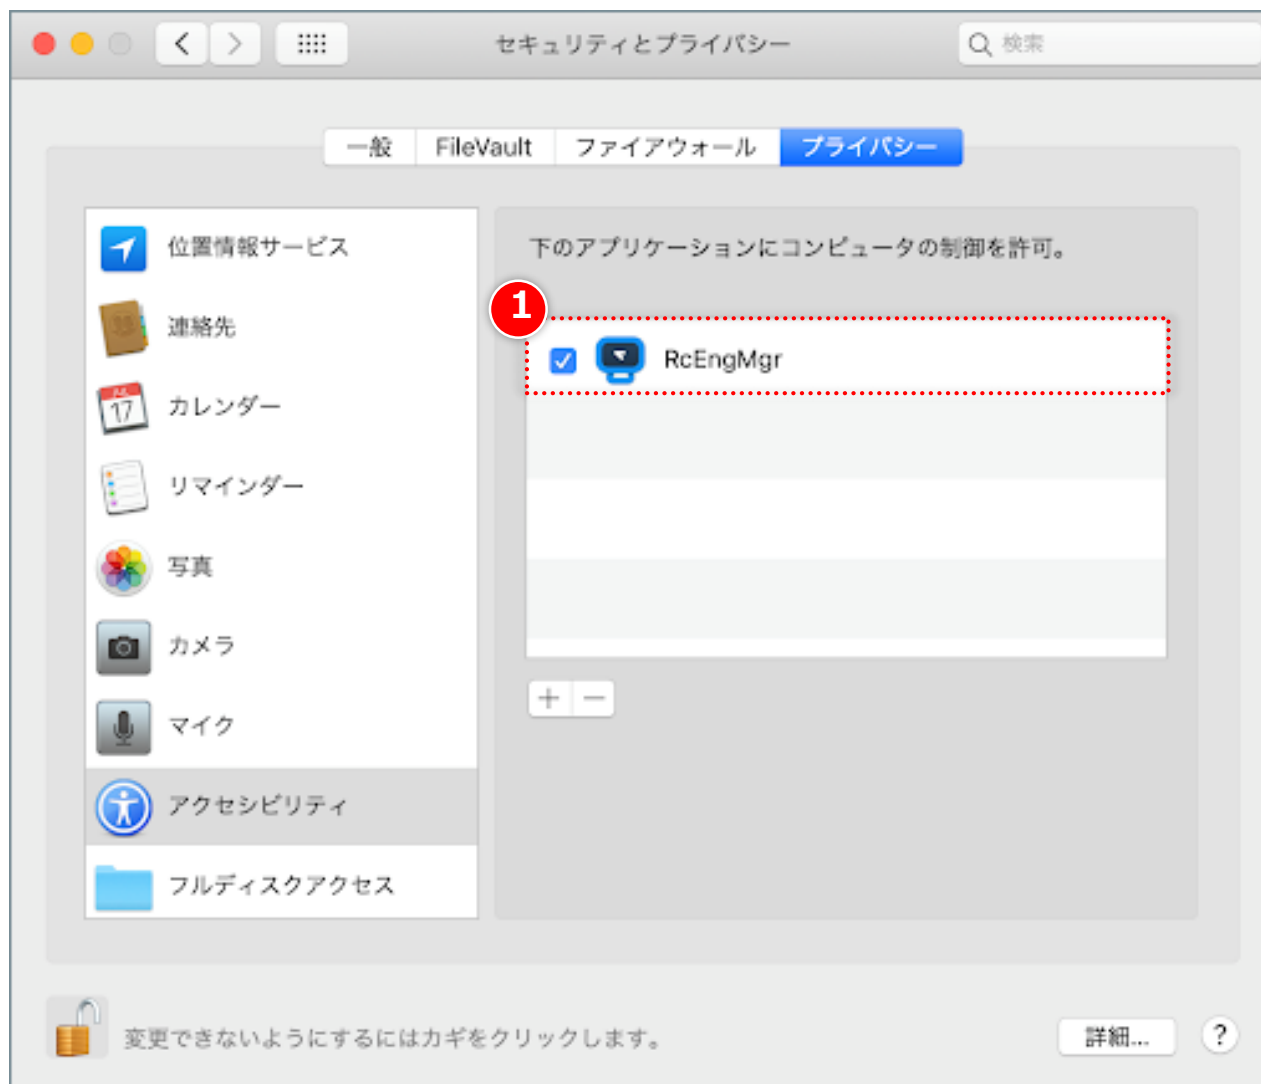 セキュリティとプライバシー
検索
一般
FileVault
ファイアウォール
プライバシー
位置情報サービス
連絡先
JUL
17
カレンダー
リマインダー
写真
カメラ
マイク
アクセシビリティ
フルディスクアクセス
下のアプリケーションにコンピュータの制御を許可。
1
RcEngMgr
変更できないようにするにはカギをクリックします。
詳細...
?